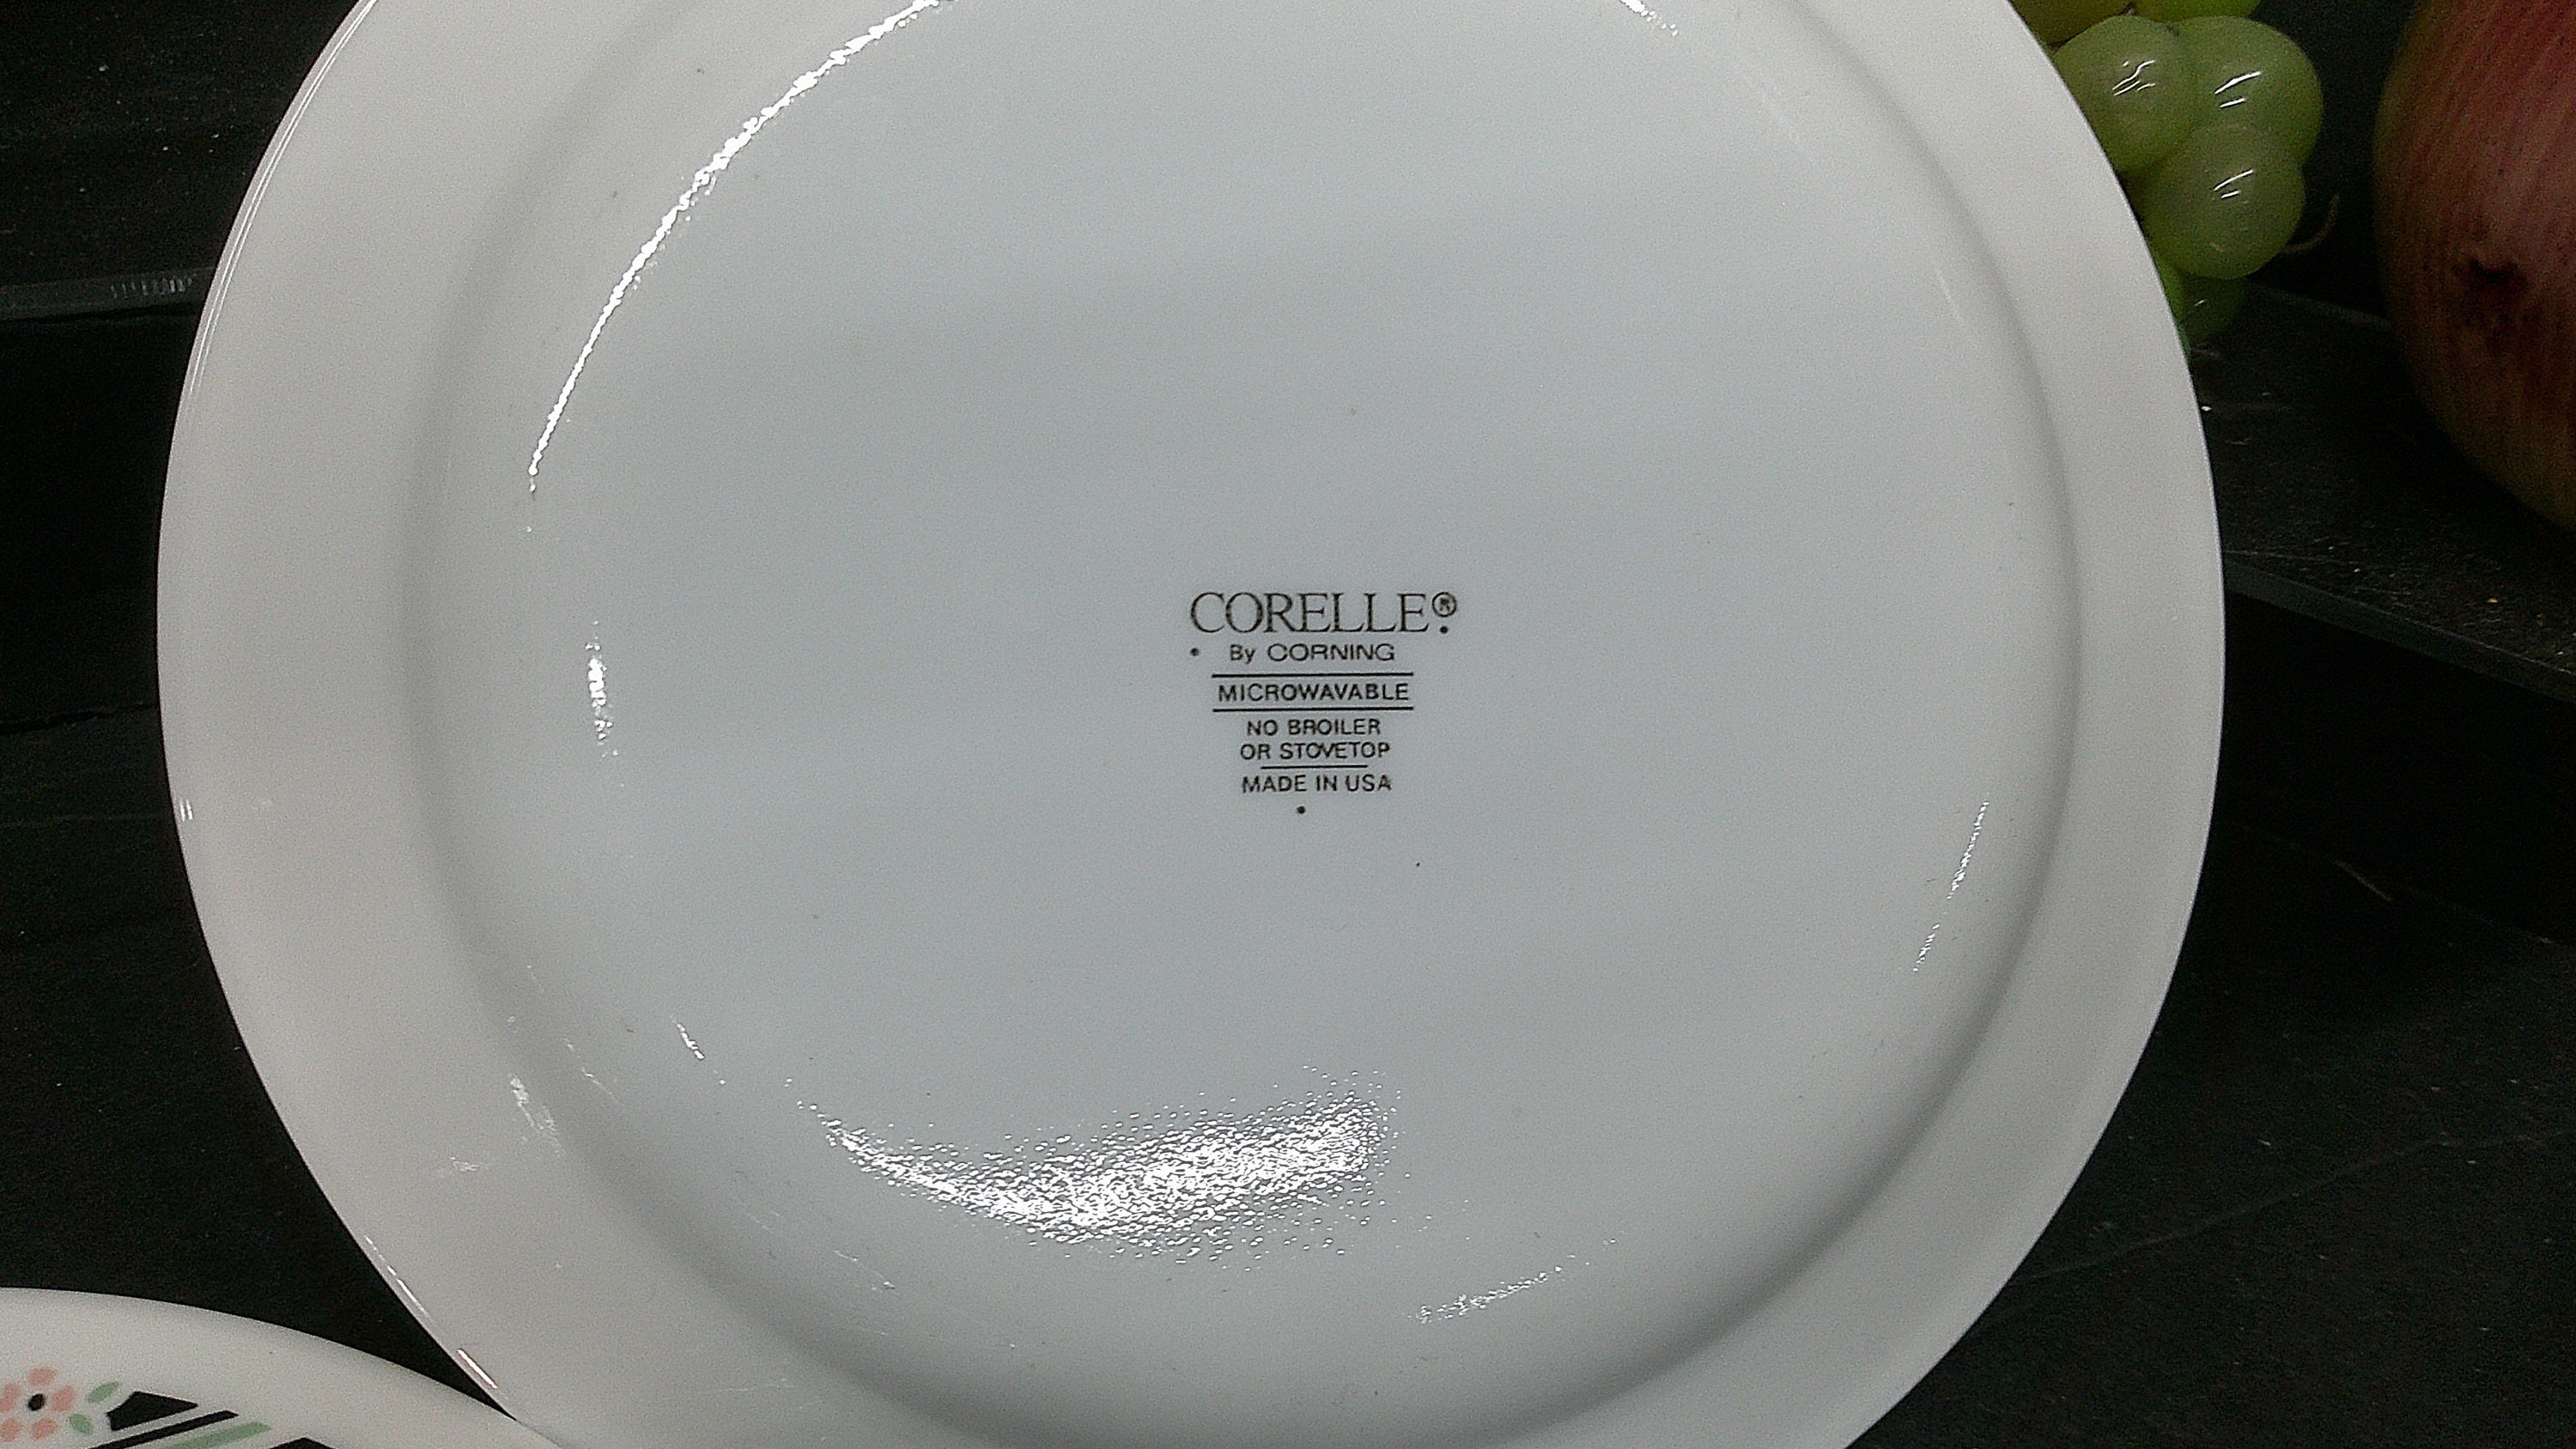 CORELLE®
By CORNING
MICROWAVABLE
NO BROILER
OR STOVETOP
MADE IN USA